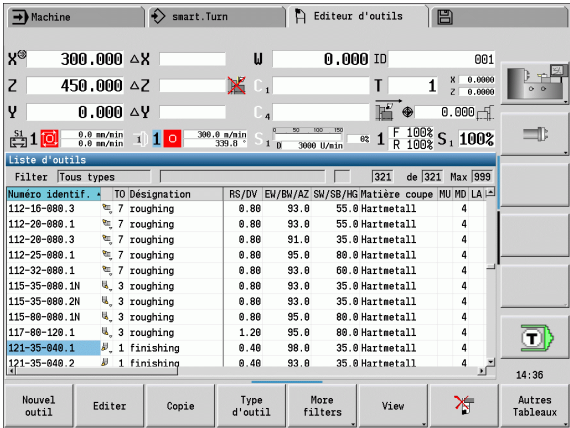 Machine smart.Turn Editeur d'outils
X 300.000 ΔX W 0.000 ID 001
Z 450.000 ΔZ C 1 T 1 X 0.0000 Z 0.0000
Y 0.000 ΔY C 4 0.000
S1 1 0.0 mm/min 0.0 mm/min 1 1 0 300.0 m/min 339.0 ° S 1 0 50 100 150 D 3000 U/min 0% 1 F 100% R 100% S 1 100%
Liste d'outils
Filter Tous types 321 de 321 Max 999
Numéro identif. TO Désignation RS/DV EW/BW/AZ SW/SB/HG Matière coupe MU MD LA
112-16-080.3 7 roughing 0.80 93.0 55.0 Hartmetall 4
112-20-080.1 7 roughing 0.80 93.0 55.0 Hartmetall 4
112-20-080.3 7 roughing 0.80 91.0 35.0 Hartmetall 4
112-25-080.1 7 roughing 0.80 95.0 80.0 Hartmetall 4
112-32-080.1 7 roughing 0.80 93.0 60.0 Hartmetall 4
115-35-080.1N 3 roughing 0.80 93.0 35.0 Hartmetall 4
115-35-080.2N 3 roughing 0.80 93.0 35.0 Hartmetall 4
115-80-080.1N 3 roughing 0.80 95.0 80.0 Hartmetall 4
117-80-120.1 3 roughing 1.20 95.0 80.0 Hartmetall 4
121-35-040.1 1 finishing 0.40 98.0 35.0 Hartmetall 4
121-35-040.2 1 finishing 0.40 93.0 35.0 Hartmetall 4
T
14:36
Nouvel outil Editer Copie Type d'outil More filters View Autres Tableaux